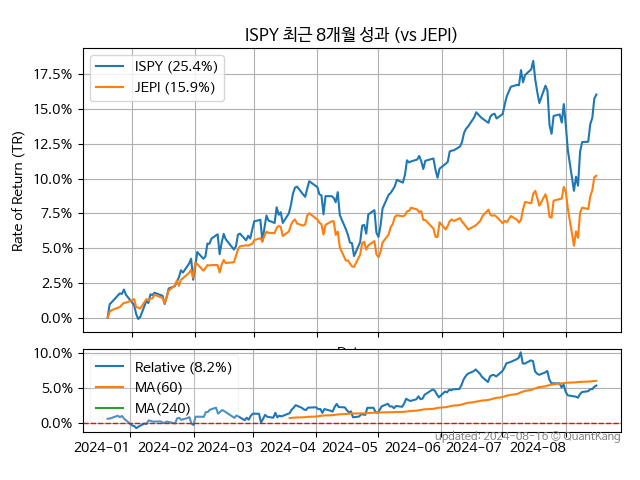 ISPY 최근 8개월 성과 (vs JEPI)
Rate of Return (TR)
17.5%
15.0%
12.5%
10.0%
7.5%
5.0%
2.5%
0.0%
ISPY (25.4%)
JEPI (15.9%)
10.0%
5.0%
0.0%
Relative (8.2%)
MA(60)
MA(240)
2024-01 2024-02 2024-03 2024-04 2024-05 2024-06 2024-07 2024-08
Updated: 2024-08-16 © QuantKang